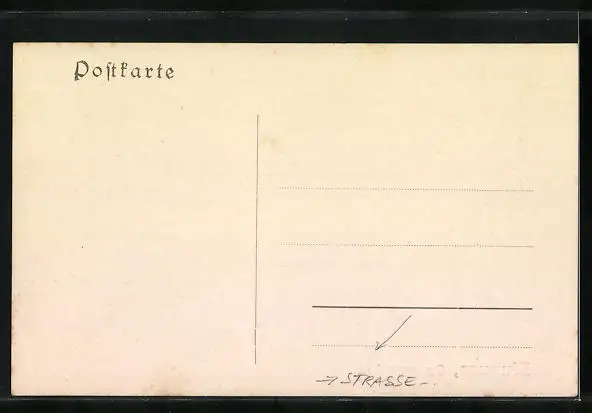 Postkarte
→ STRASSE -.